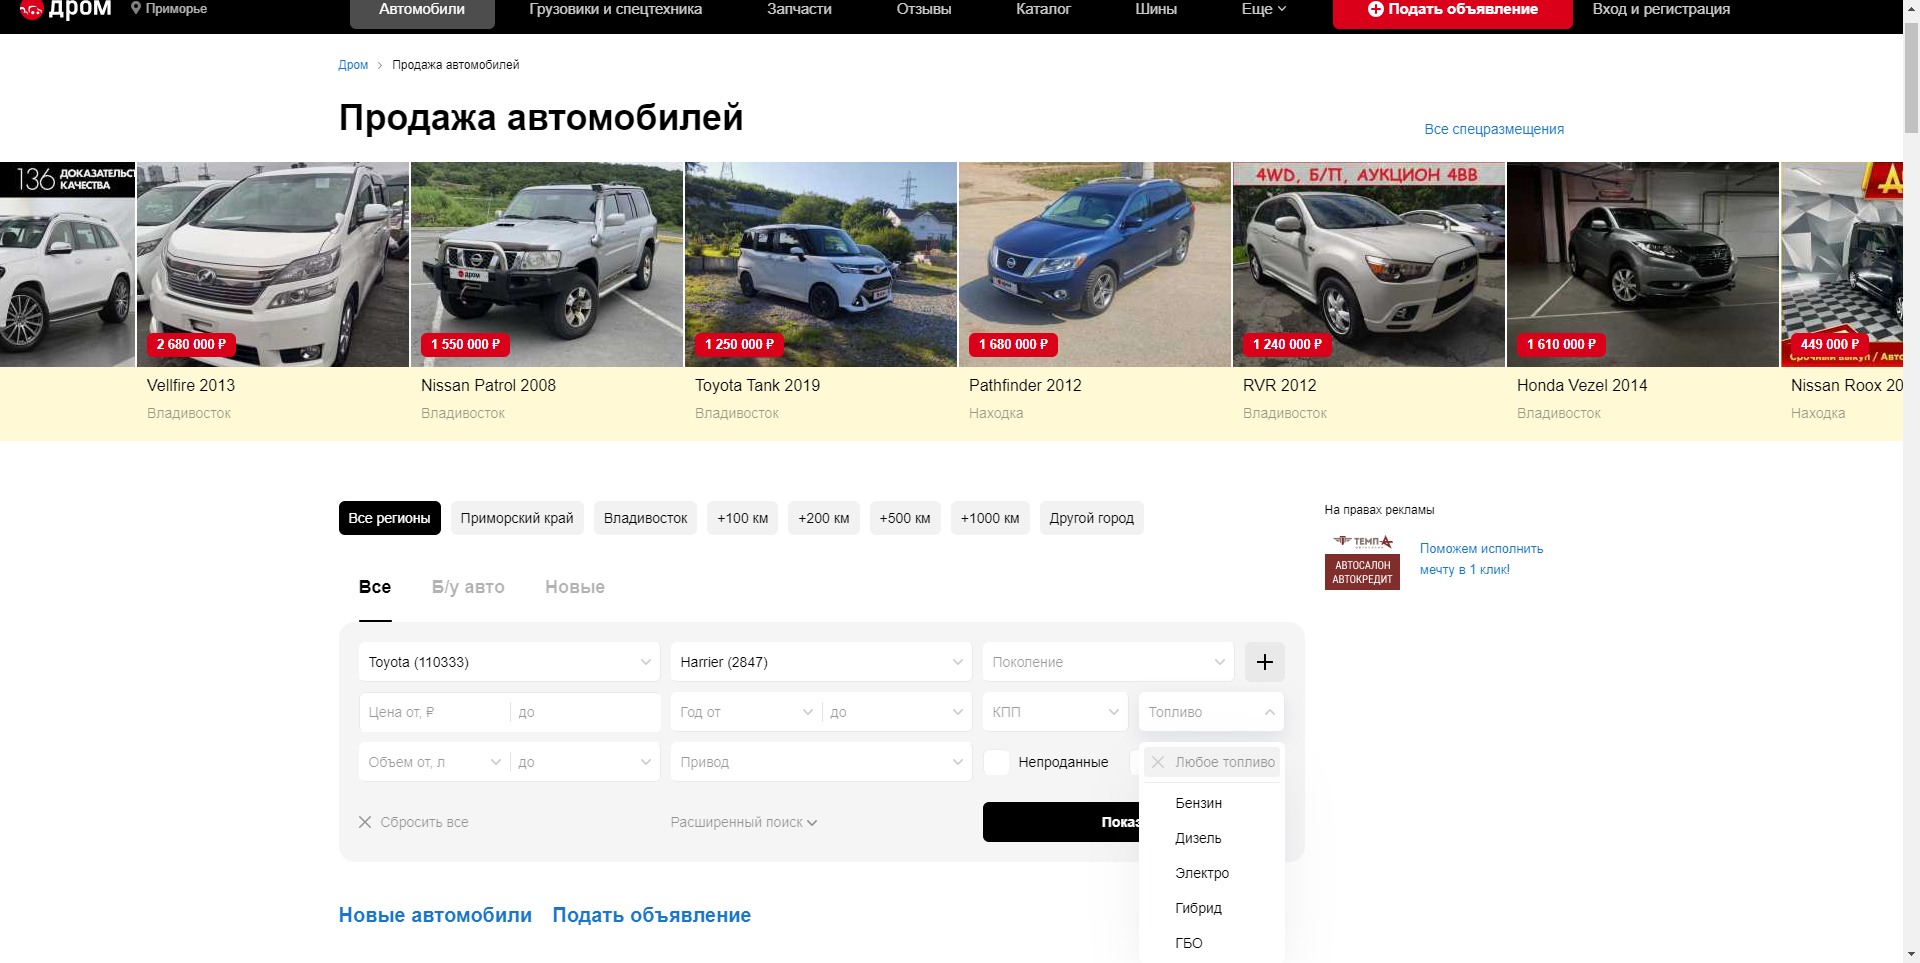 дром
Приморье
Автомобили
Грузовики и спецтехника
Запчасти
Отзывы
Каталог
Шины
Еще
Подать объявление
Вход и регистрация
Дром
Продажа автомобилей
Продажа автомобилей
Все спецразмещения
136 ДОКАЗАТЕЛЬСТ
КАЧЕСТВА
2 680 000 ₽
Vellfire 2013
Владивосток
дром
1 550 000 ₽
Nissan Patrol 2008
Владивосток
1 250 000 ₽
Toyota Tank 2019
Владивосток
1 680 000 ₽
Pathfinder 2012
Находка
4WD, Б/П, АУКЦИОН 4ВВ
1 240 000 ₽
RVR 2012
Владивосток
1 610 000 ₽
Honda Vezel 2014
Владивосток
449 000 ₽
Срочный выкуп / Авто
Nissan Roox 20
Находка
Все регионы
Приморский край
Владивосток
+100 км
+200 км
+500 км
+1000 км
Другой город
На правах рекламы
ТЕМП-А
АВТОСАЛОН
АВТОКРЕДИТ
Поможем исполнить
мечту в 1 клик!
Все
Б/у авто
Новые
Toyota (110333)
Harrier (2847)
Поколение
Цена от, ₽
до
Год от
до
КПП
Топливо
Объем от, л
до
Привод
Непроданные
Любое топливо
Бензин
Дизель
Электро
Гибрид
ГБО
Сбросить все
Расширенный поиск
Показ
Новые автомобили
Подать объявление